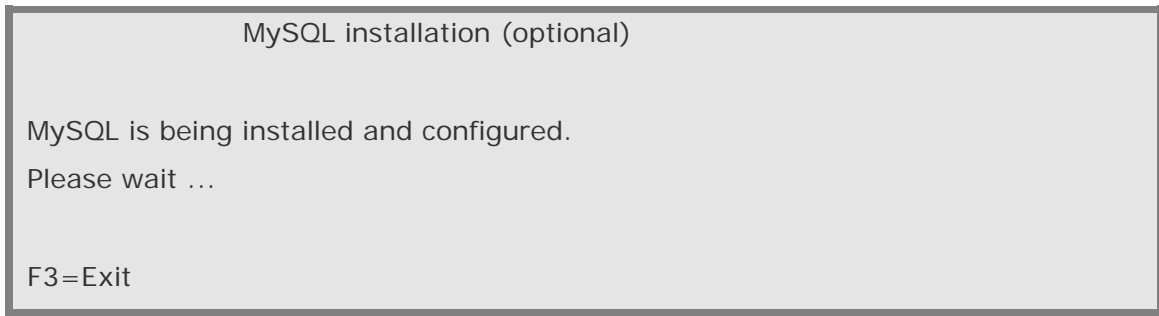 MySQL installation (optional)
MySQL is being installed and configured.
Please wait ...
F3=Exit